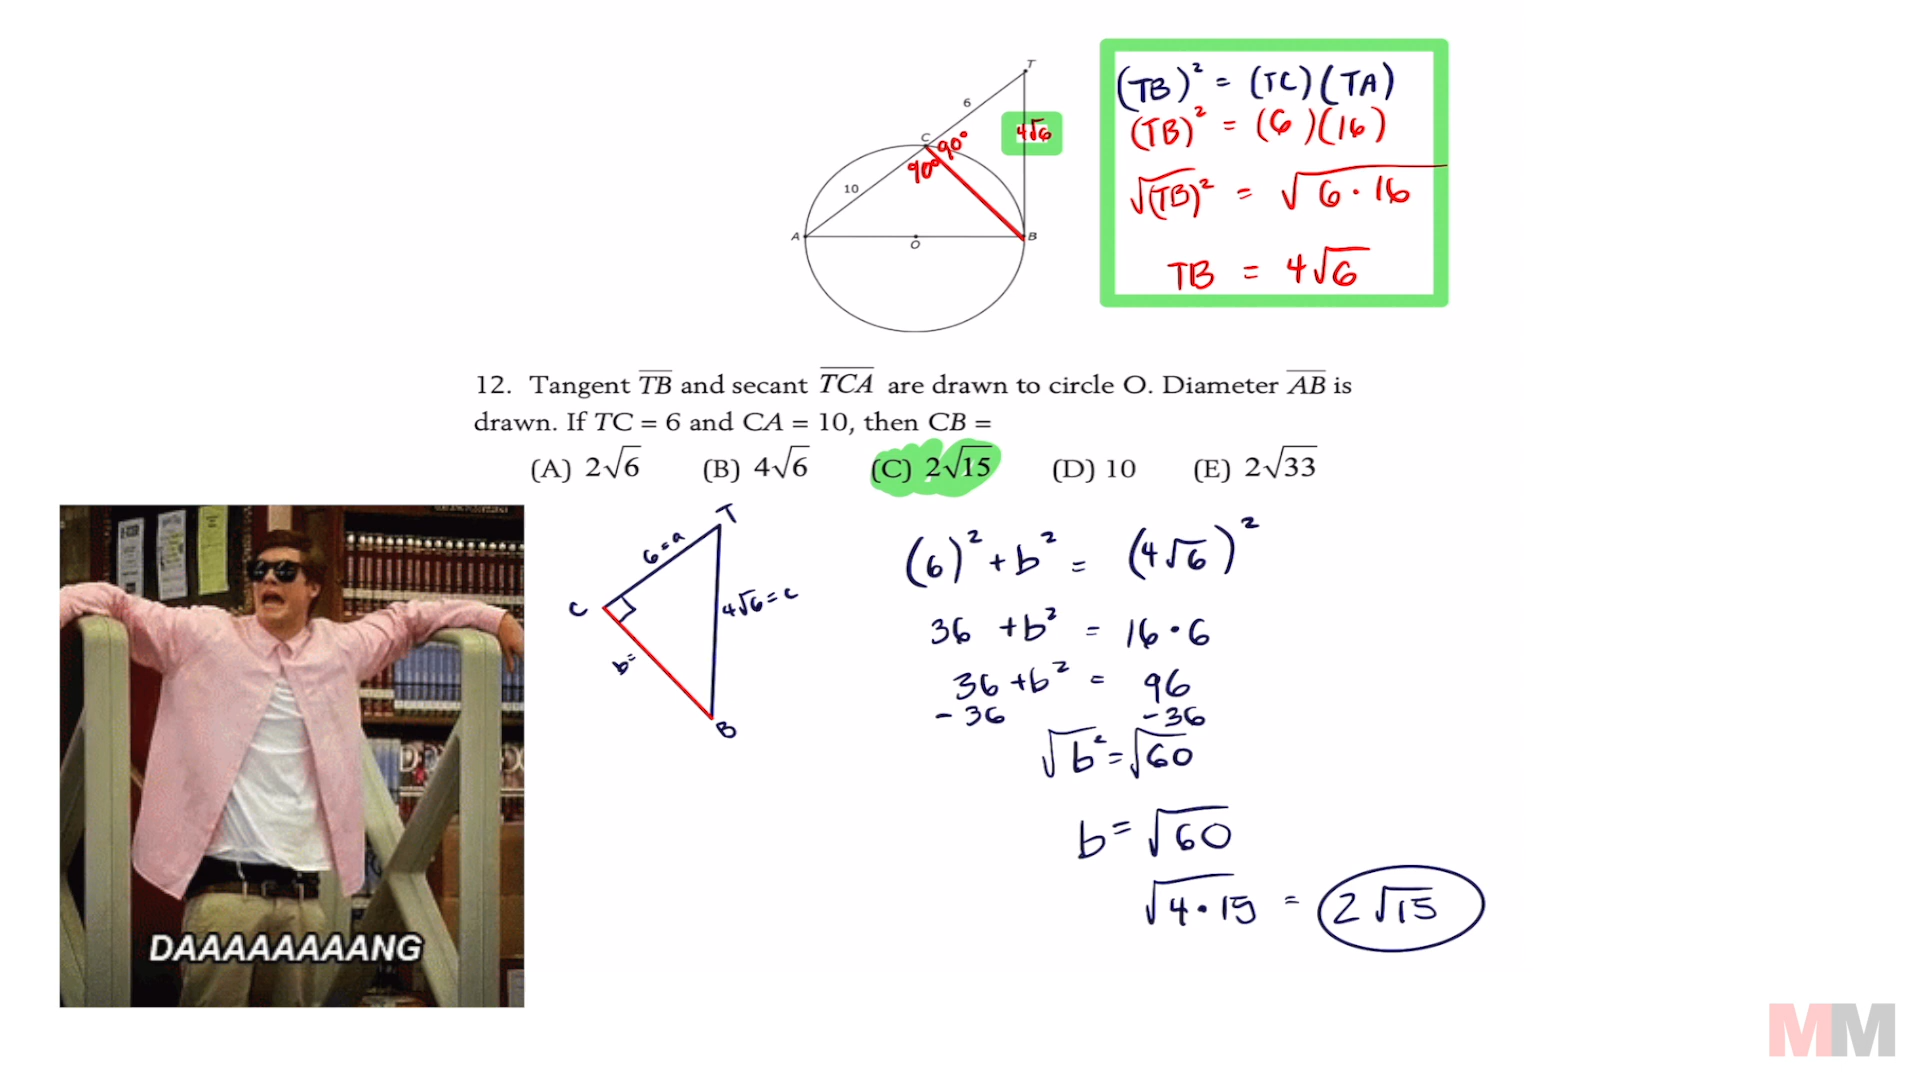 T
6
4√6
C
90°
90°
10
A
O
B
(TB)² = (TC)(TA)
(TB)² = (6)(16)
√(TB)² = √6·16
TB = 4√6
12. Tangent T̅B̅ and secant T̅C̅A̅ are drawn to circle O. Diameter A̅B̅ is
drawn. If TC = 6 and CA = 10, then CB =
(A) 2√6 (B) 4√6 (C) 2√15 (D) 10 (E) 2√33
T
6=a
C
4√6=c
b=
B
(6)² + b² = (4√6)²
36 + b² = 16·6
36 + b² = 96
-36 -36
√b² = √60
b = √60
√4·15 = 2√15
DAAAAAAAANG
MM